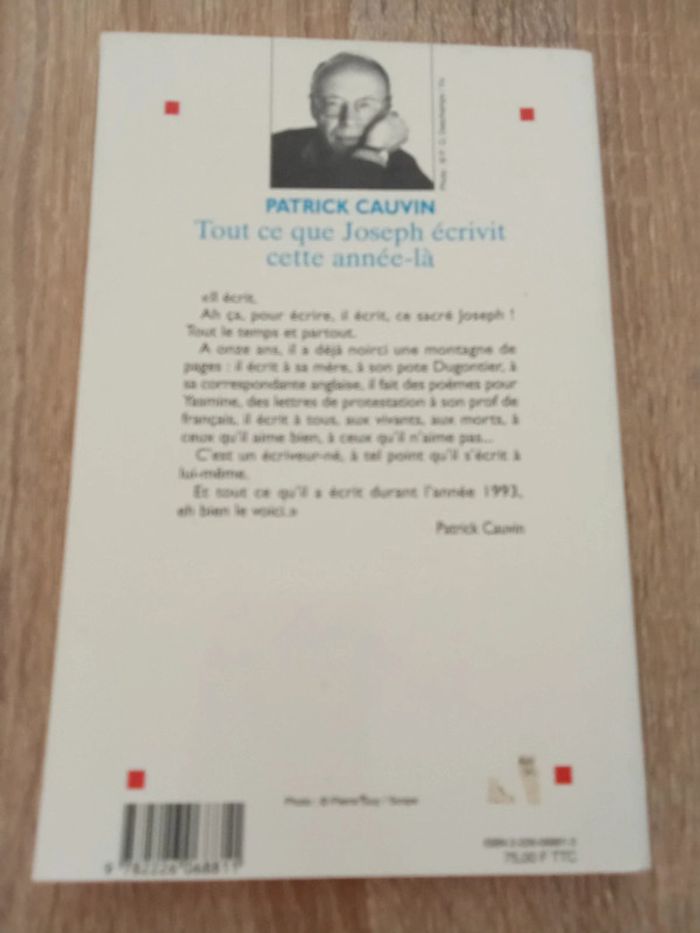 PATRICK CAUVIN
Tout ce que Joseph écrivit
cette année-là
«Il écrit.
Ah ça, pour écrire, il écrit, ce sacré Joseph !
Tout le temps et partout.
A onze ans, il a déjà noirci une montagne de
pages : il écrit à sa mère, à son pote Dugontier, à
sa correspondante anglaise, il fait des poèmes pour
Yasmine, des lettres de protestation à son prof de
français, il écrit à tous, aux vivants, aux morts, à
ceux qu'il aime bien, à ceux qu'il n'aime pas...
C'est un écriveur-né, à tel point qu'il s'écrit à
lui-même.
Et tout ce qu'il a écrit durant l'année 1993,
eh bien le voici.»
Patrick Cauvin
Photo : ©
75,00 F TTC